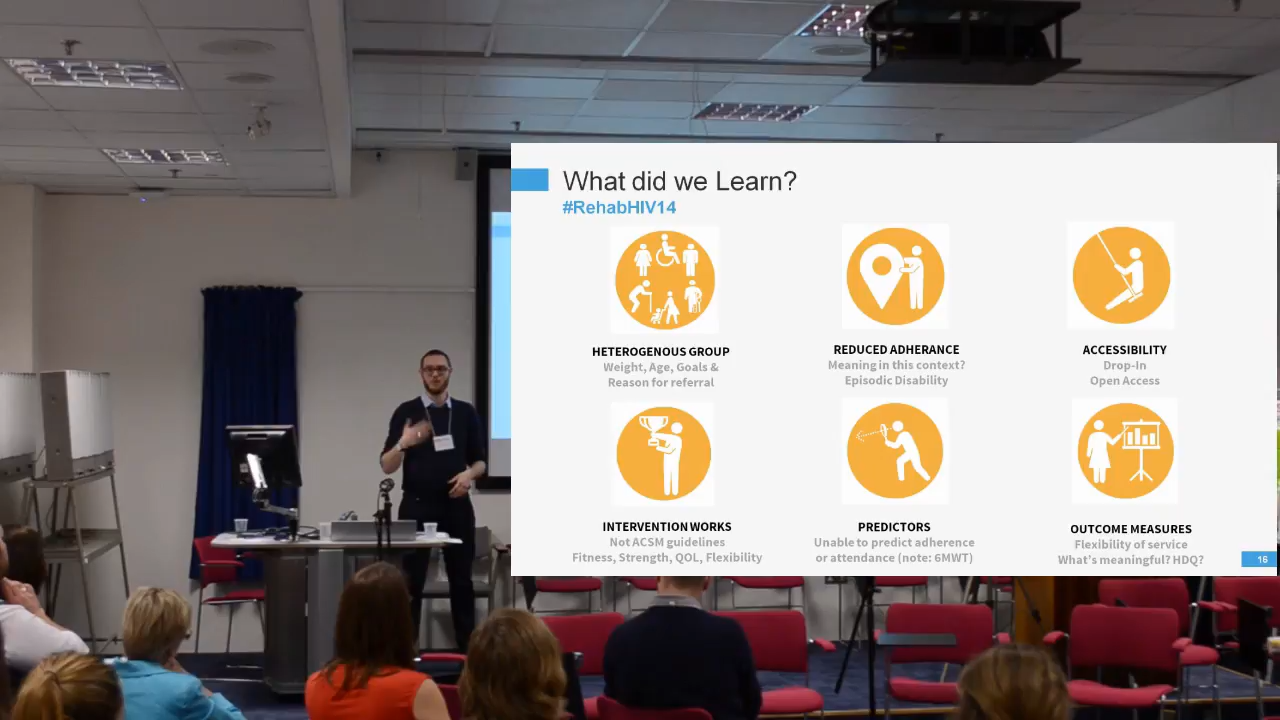 What did we Learn?
#RehabHIV14
HETEROGENOUS GROUP
Weight, Age, Goals &
Reason for referral
REDUCED ADHERANCE
Meaning in this context?
Episodic Disability
ACCESSIBILITY
Drop-In
Open Access
INTERVENTION WORKS
Not ACSM guidelines
Fitness, Strength, QOL, Flexibility
PREDICTORS
Unable to predict adherence
or attendance (note: 6MWT)
OUTCOME MEASURES
Flexibility of service
What's meaningful? HDQ?
16